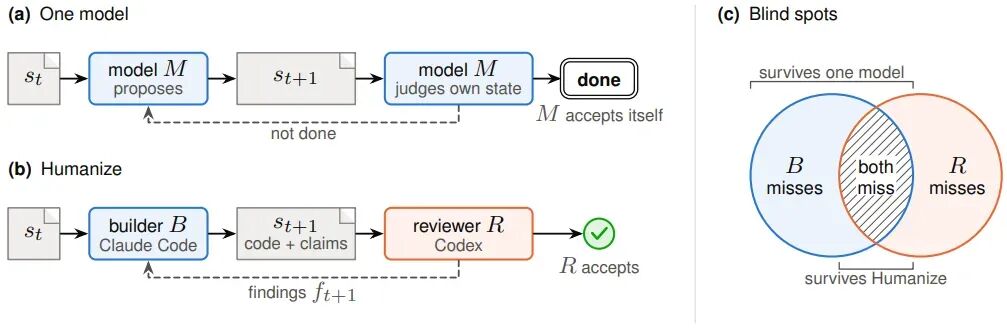 (a) One model
s_t
model M
proposes
s_{t+1}
model M
judges own state
done
M accepts itself
not done
(b) Humanize
s_t
builder B
Claude Code
s_{t+1}
code + claims
reviewer R
Codex
R accepts
findings f_{t+1}
(c) Blind spots
survives one model
B
misses
both
miss
R
misses
survives Humanize